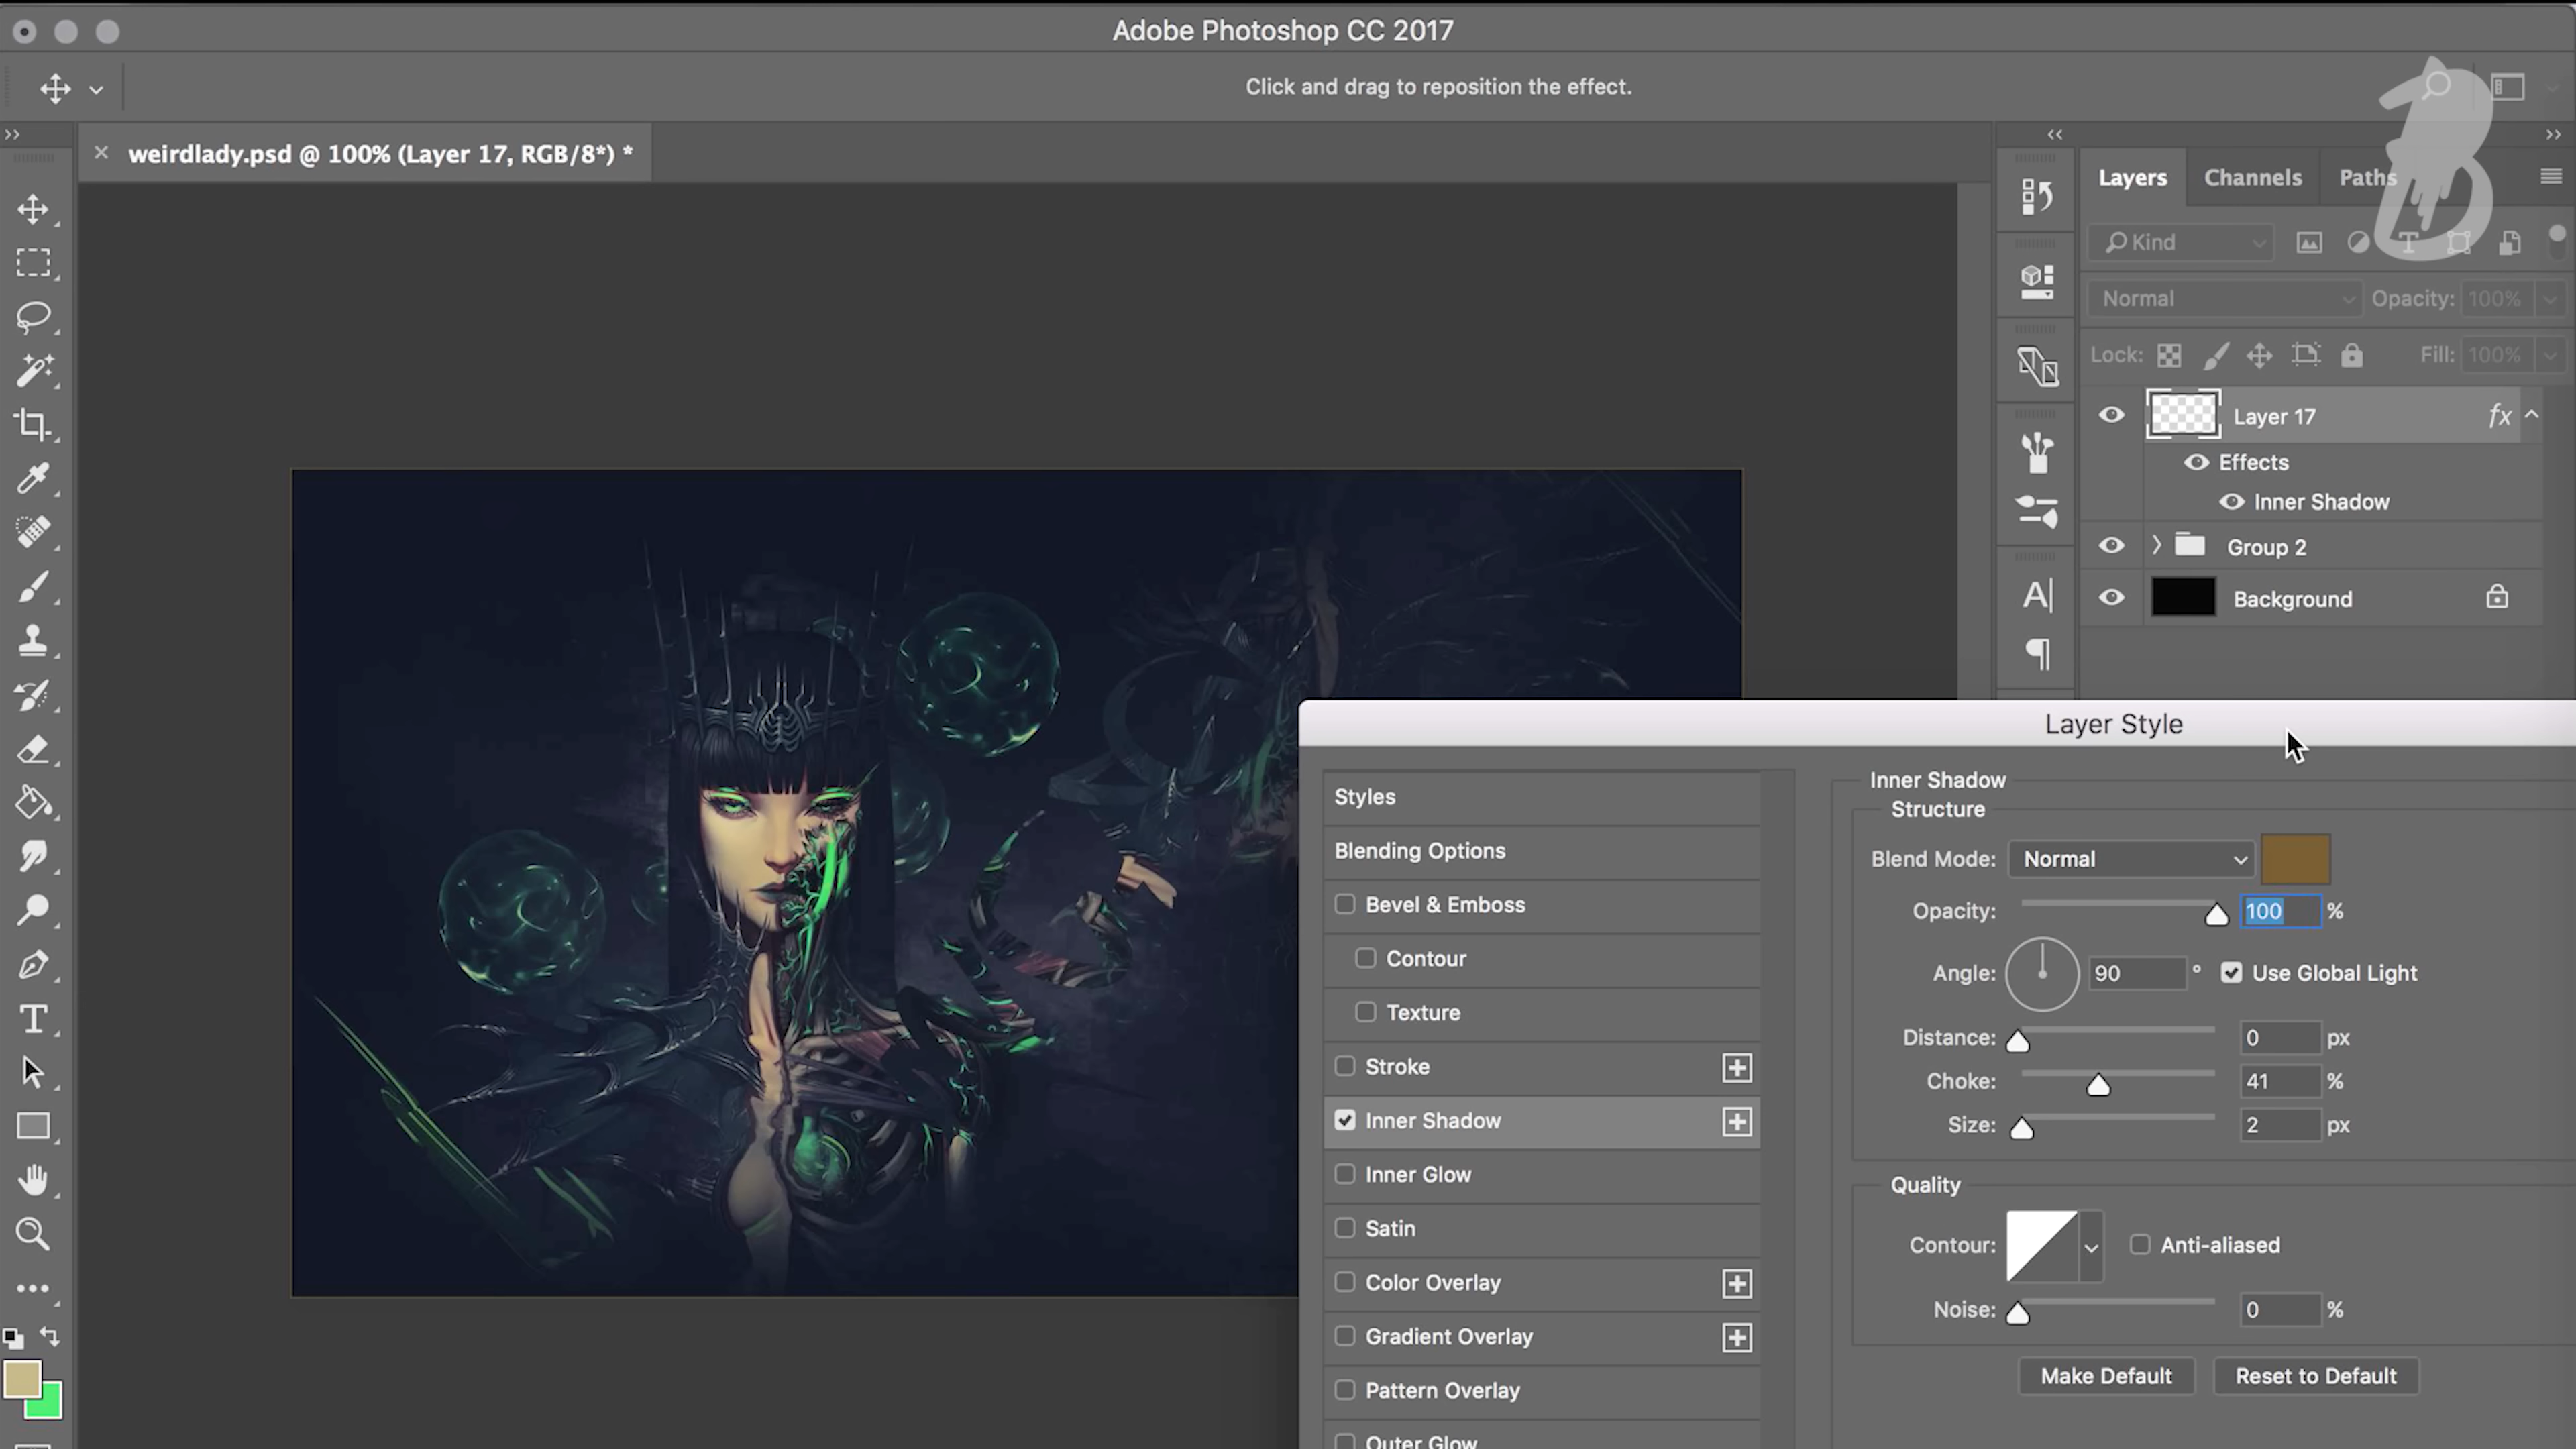 Adobe Photoshop CC 2017
Click and drag to reposition the effect.
weirdlady.psd @ 100% (Layer 17, RGB/8*) *
Layers
Channels
Paths
Kind
Normal
Opacity: 100%
Lock:
Fill: 100%
Layer 17
fx
Effects
Inner Shadow
Group 2
Background
Layer Style
Styles
Blending Options
Bevel & Emboss
Contour
Texture
Stroke
Inner Shadow
Inner Glow
Satin
Color Overlay
Gradient Overlay
Pattern Overlay
Outer Glow
Inner Shadow
Structure
Blend Mode: Normal
Opacity: 100 %
Angle: 90 ° Use Global Light
Distance: 0 px
Choke: 41 %
Size: 2 px
Quality
Contour: Anti-aliased
Noise: 0 %
Make Default
Reset to Default